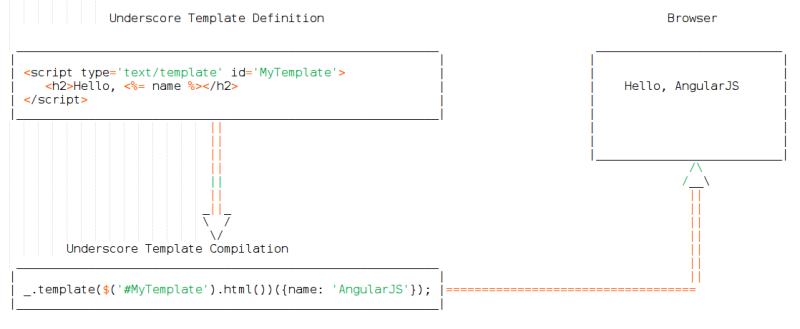 Underscore Template Definition
<script type='text/template' id='MyTemplate'>
<h2>Hello, <%= name %></h2>
</script>
Underscore Template Compilation
_.template($('#MyTemplate').html())({name: 'AngularJS'});
Browser
Hello, AngularJS